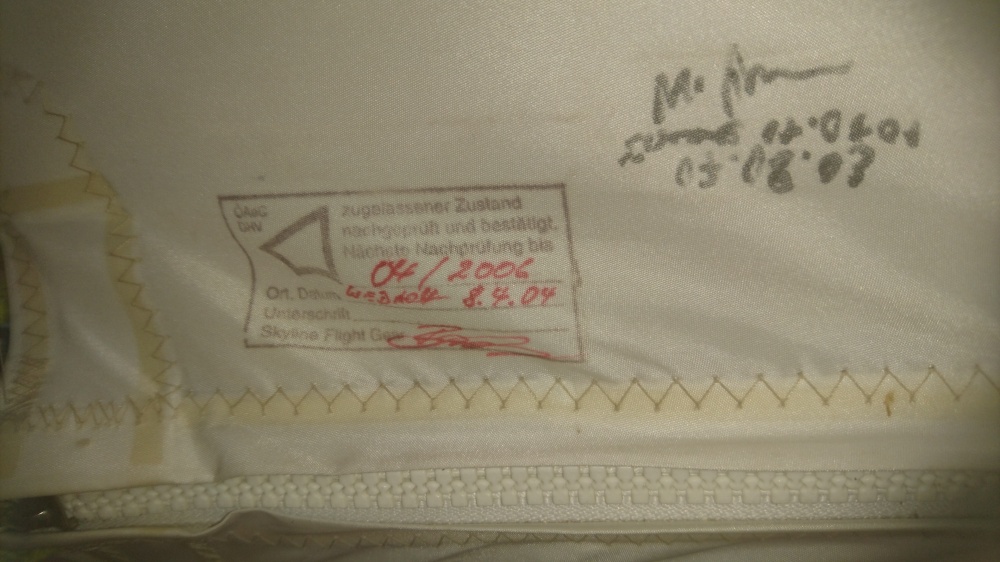 ÖAeC
DHV
zugelassener Zustand
nachgeprüft und bestätigt.
Nächste Nachprüfung bis
04/2006
Ort, Datum 8.4.04
Unterschrift
Skyline Flight Gear
M.
03.08.03